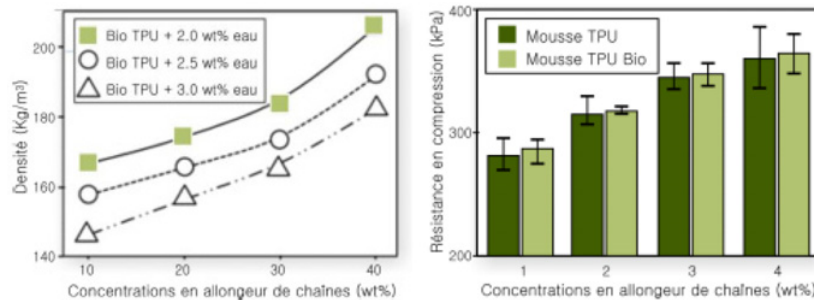 Densité (Kg/m³)
210
180
160
140
Bio TPU + 2.0 wt% eau
Bio TPU + 2.5 wt% eau
Bio TPU + 3.0 wt% eau
10 20 30 40
Concentrations en allongeur de chaînes (wt%)
Résistance en compression (kPa)
400
300
200
Mousse TPU
Mousse TPU Bio
1 2 3 4
Concentrations en allongeur de chaînes (wt%)